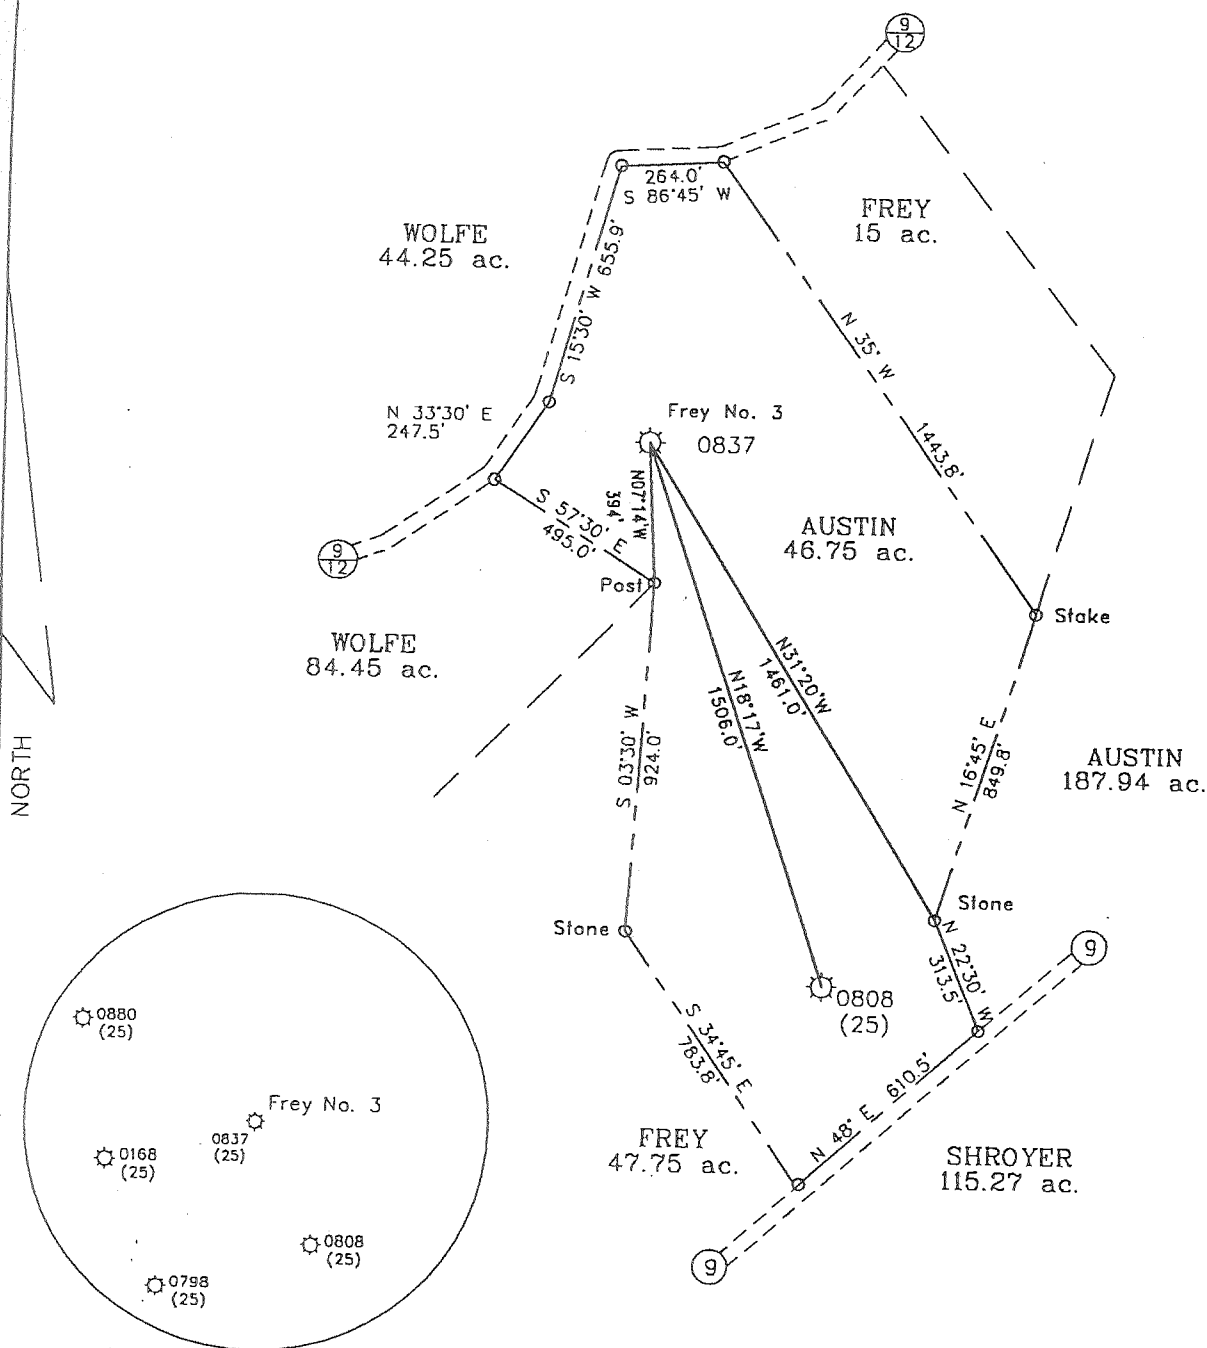 9
12
264.0'
S 86°45' W
FREY
15 ac.
WOLFE
44.25 ac.
S 15°30' W 655.9'
N 35° W 1443.8'
N 33°30' E
247.5'
Frey No. 3
0837
N07°14'W
394'
S 57°30' E
495.0'
AUSTIN
46.75 ac.
9
12
Post
Stake
WOLFE
84.45 ac.
N31°20'W
1461.0'
N18°17'W
1506.0'
S 03°30' W
924.0'
N 16°45' E
849.8'
AUSTIN
187.94 ac.
NORTH
Stone
Stone
N 22°30' W
313.5'
9
0808
(25)
S 34°45' E
783.8'
N 48° E 610.5'
FREY
47.75 ac.
SHROYER
115.27 ac.
9
0880
(25)
Frey No. 3
0837
(25)
0168
(25)
0808
(25)
0798
(25)